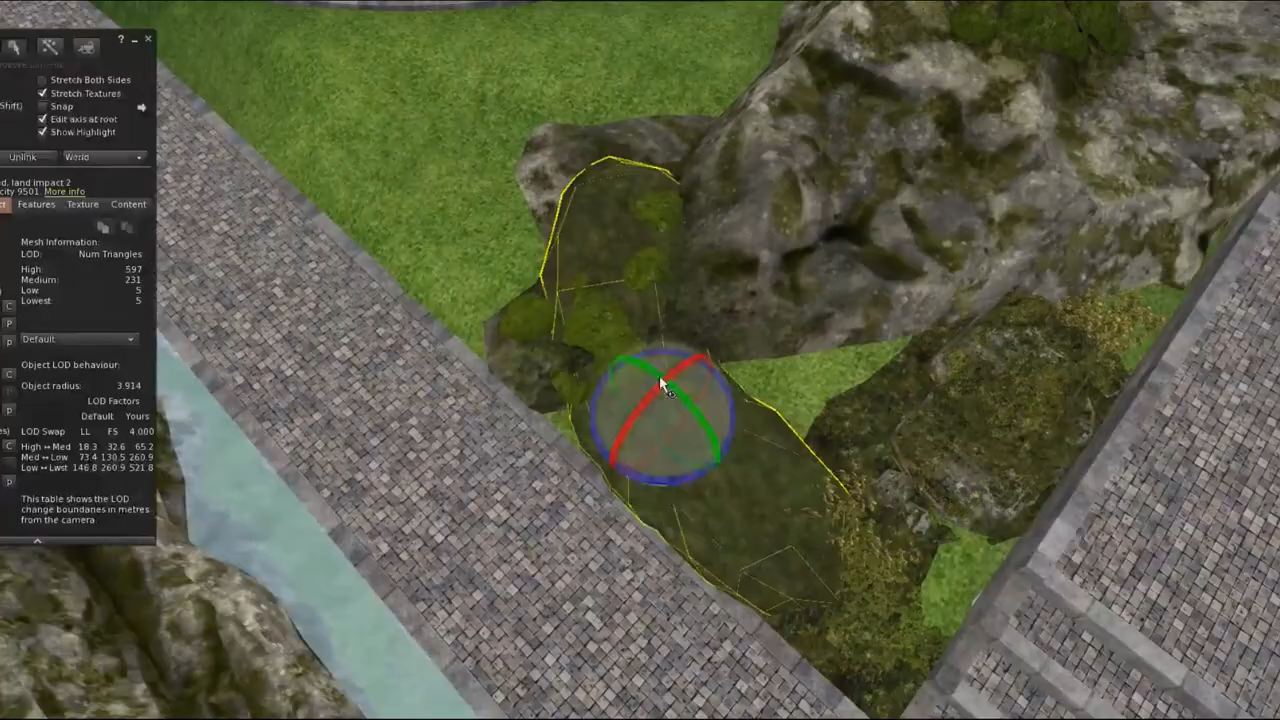 ?
Stretch Both Sides
Stretch Textures
Shift) Snap
Edit axis at root
Show Highlight
Unlink World
d, land impact 2
city 9501. More info
ct Features Texture Content
Mesh Information:
LOD: Num Triangles
High: 597
Medium: 231
Low: 5
Lowest: 5
C
P
p
Default
Object LOD behaviour:
C
Object radius: 3.914
LOD Factors
p
Default Yours
es) LOD Swap LL FS 4.000
C High↔Med 18.3 32.6 65.2
Med↔Low 73.4 130.5 260.9
Low↔Lwst 146.8 260.9 521.8
p
This table shows the LOD
change boundaries in metres
from the camera